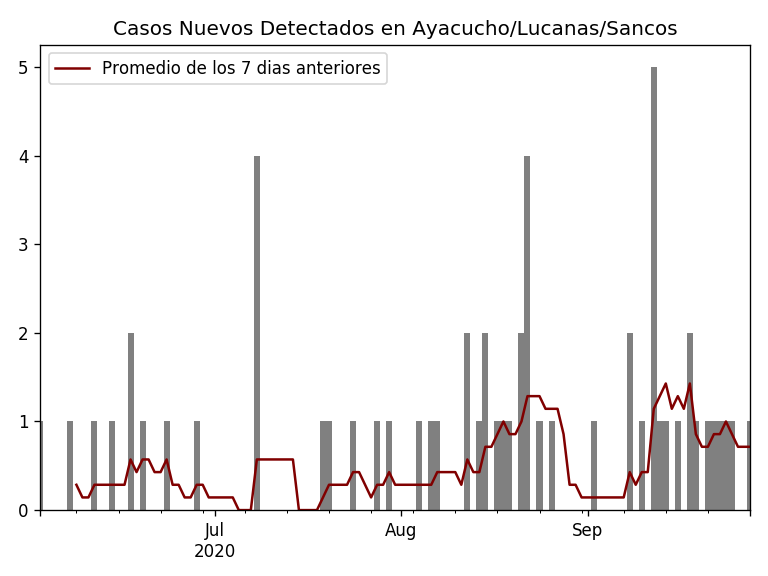 Casos Nuevos Detectados en Ayacucho/Lucanas/Sancos
Promedio de los 7 dias anteriores
5
4
3
2
1
0
Jul
2020
Aug
Sep